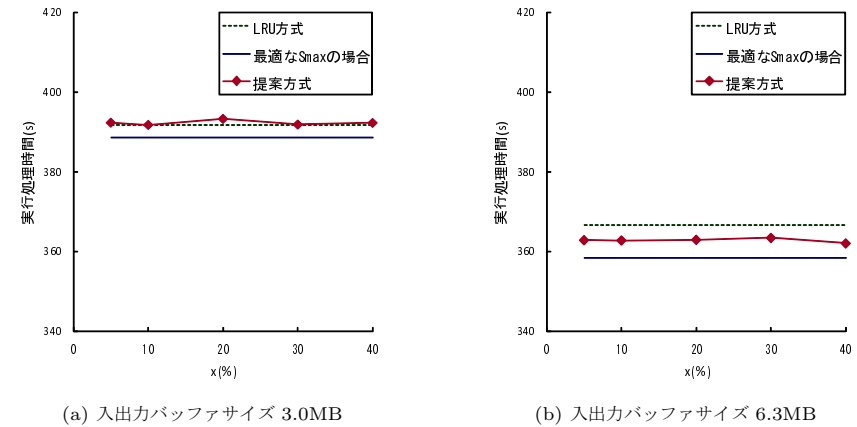 420
400
380
360
340
実行処理時間(s)
LRU方式
最適なSmaxの場合
提案方式
0 10 20 30 40
x(%)
(a) 入出力バッファサイズ 3.0MB
420
400
380
360
340
実行処理時間(s)
LRU方式
最適なSmaxの場合
提案方式
0 10 20 30 40
x(%)
(b) 入出力バッファサイズ 6.3MB